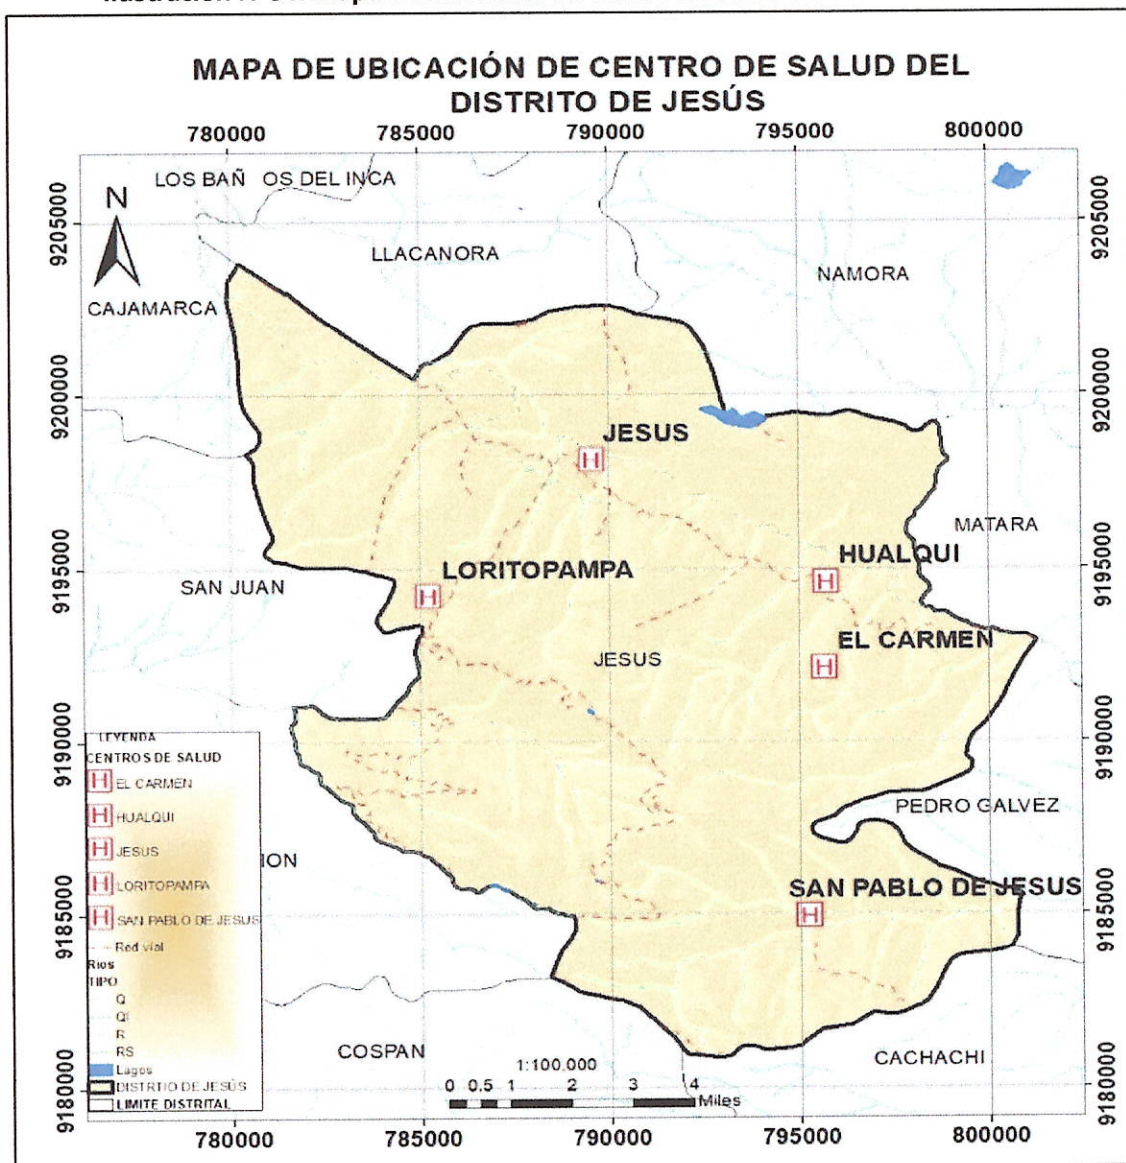 MAPA DE UBICACIÓN DE CENTRO DE SALUD DEL
DISTRITO DE JESÚS
780000 785000 790000 795000 800000
LOS BAÑ OS DEL INCA
N
9205000
9205000
LLACANORA
NAMORA
CAJAMARCA
9200000
9200000
JESUS
H
MATARA
HUALQUI
H
LORITOPAMPA
H
9195000
9195000
SAN JUAN
EL CARMEN
H
JESUS
9190000
9190000
LEYENDA
CENTROS DE SALUD
H EL CARMEN
H HUALQUI
H JESUS
H LORITOPAMPA
H SAN PABLO DE JESUS
Red vial
Rios
TIPO
Q
QI
R
RS
Lagos
DISTRTIO DE JESÚS
LIMITE DISTRITAL
PEDRO GALVEZ
ION
SAN PABLO DE JESUS
H
9185000
9185000
COSPAN
CACHACHI
1:100,000
0 0.5 1 2 3 4
Miles
9180000
9180000
780000 785000 790000 795000 800000